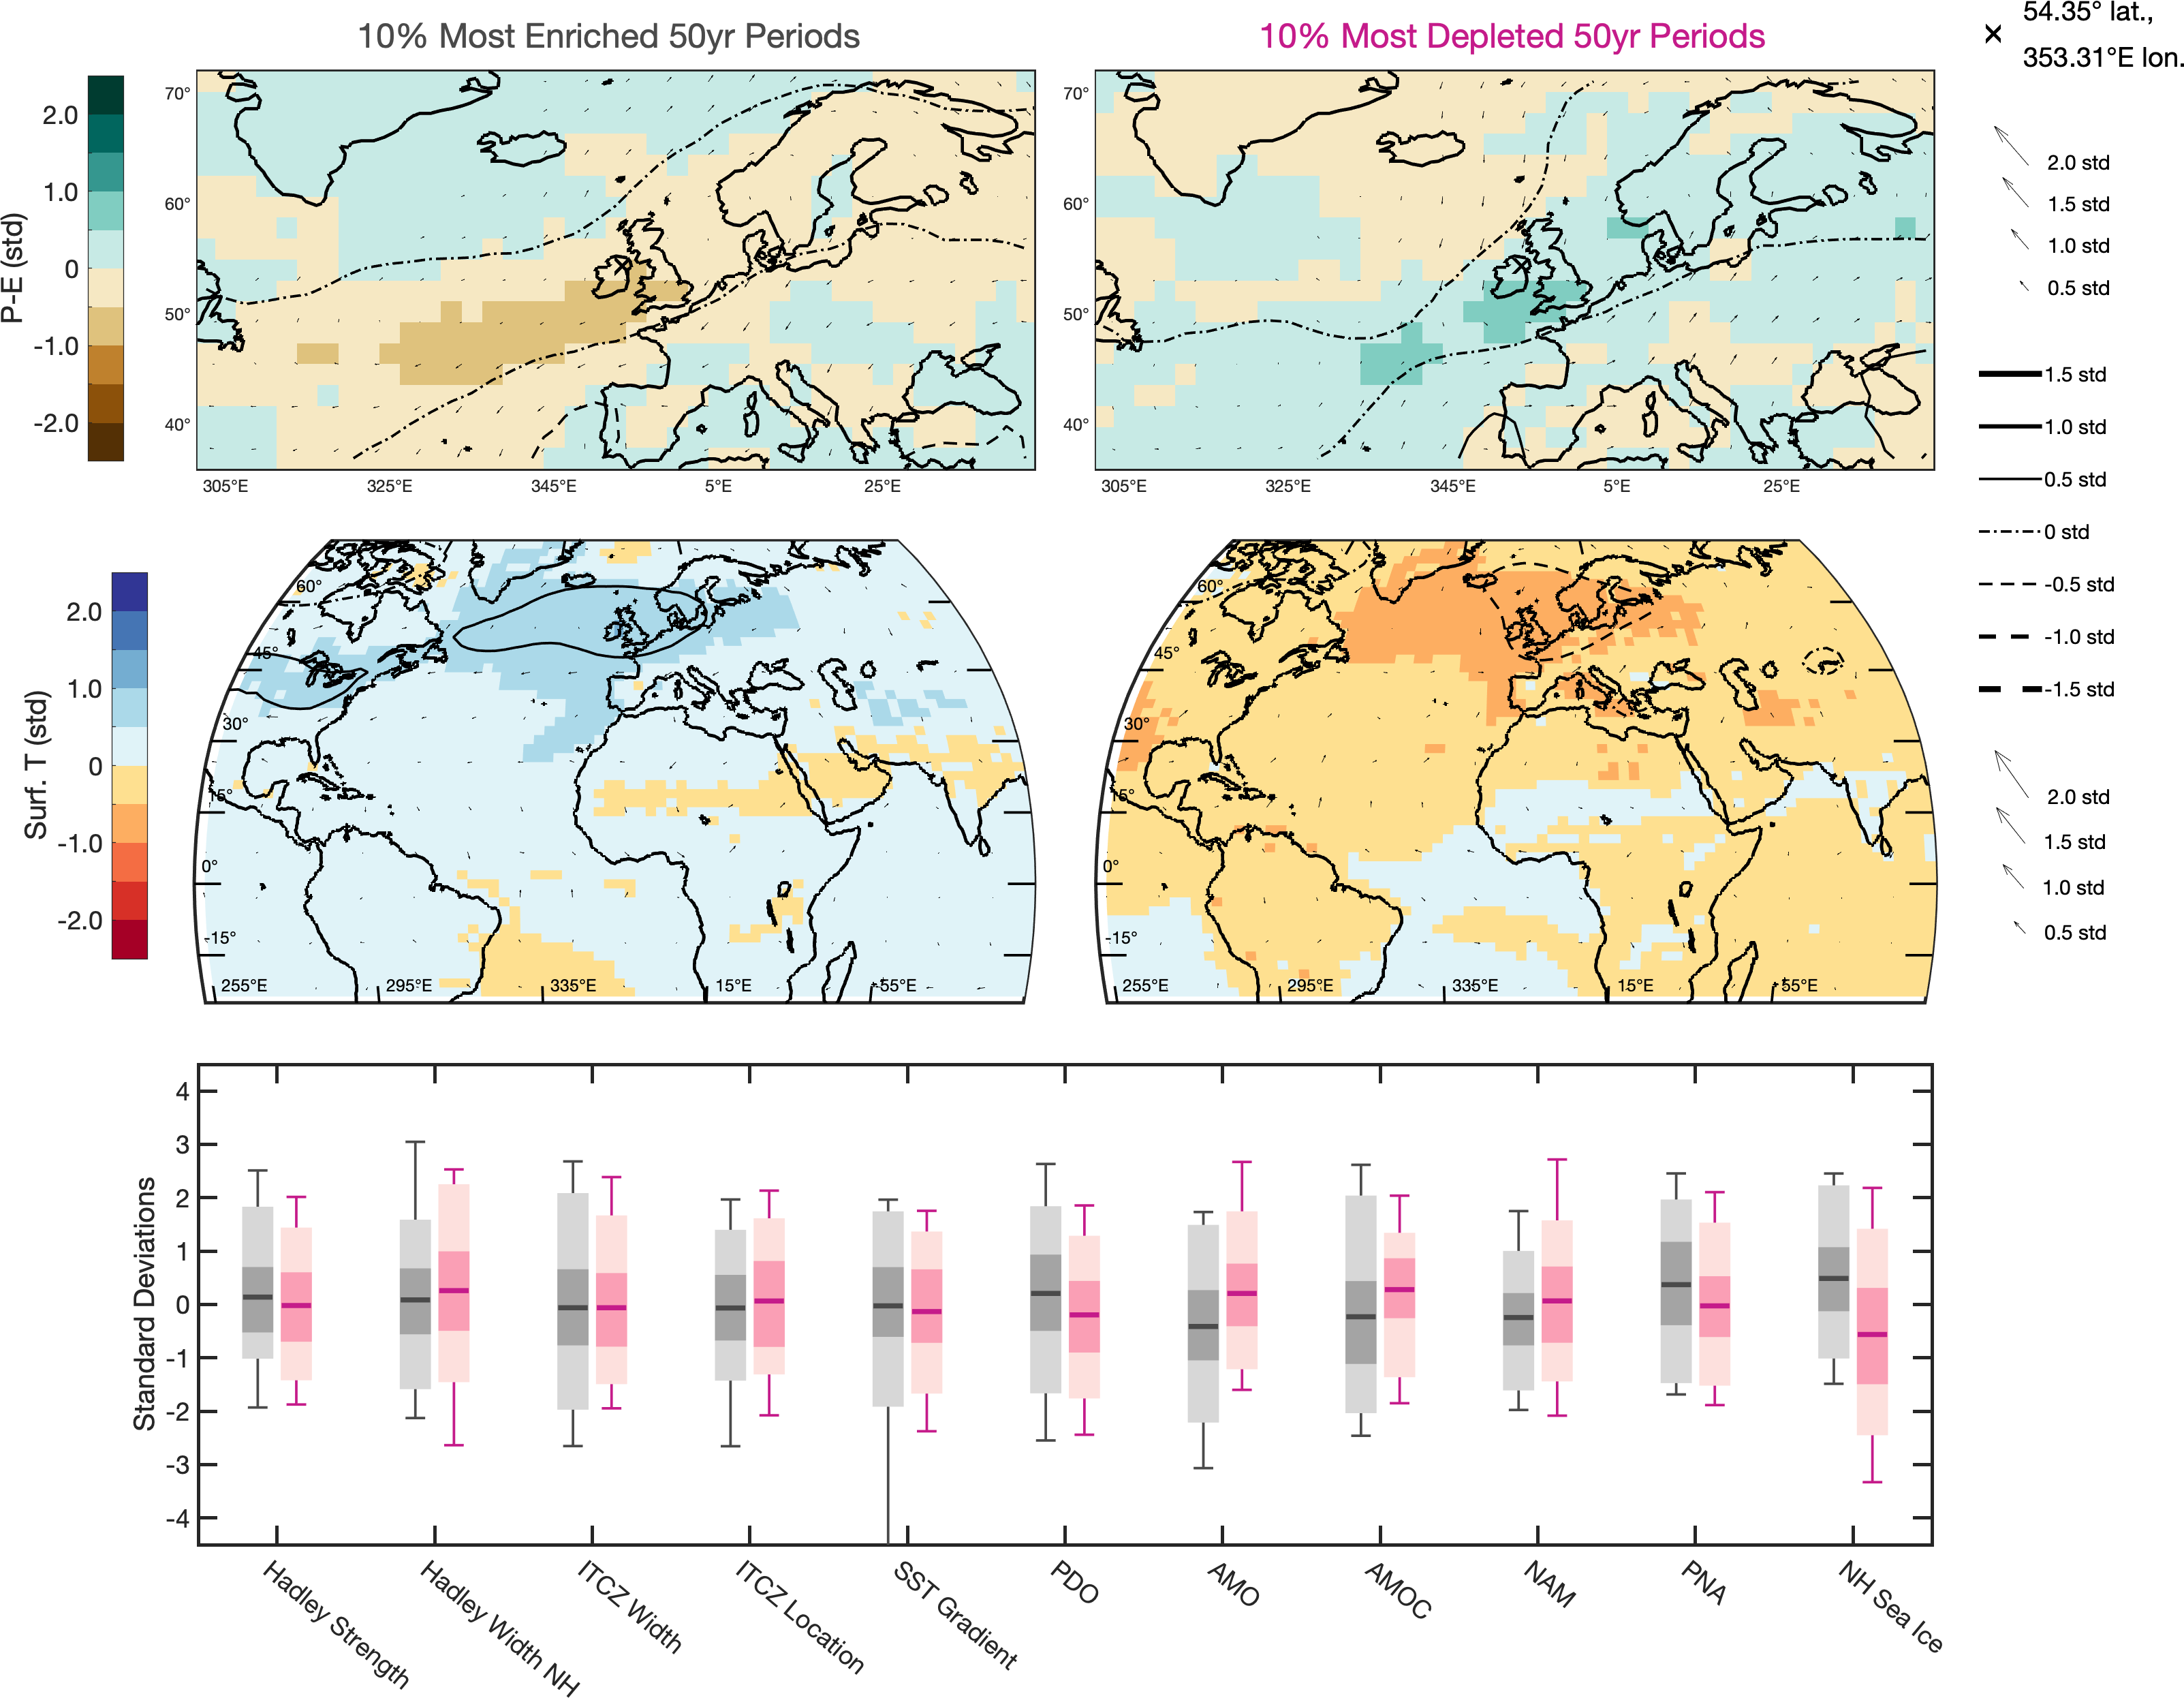 10% Most Enriched 50yr Periods
10% Most Depleted 50yr Periods
54.35° lat.,
353.31°E lon.
P-E (std)
2.0
1.0
0
-1.0
-2.0
70°
60°
50°
40°
305°E 325°E 345°E 5°E 25°E
70°
60°
50°
40°
305°E 325°E 345°E 5°E 25°E
2.0 std
1.5 std
1.0 std
0.5 std
1.5 std
1.0 std
0.5 std
0 std
-0.5 std
-1.0 std
-1.5 std
Surf. T (std)
2.0
1.0
0
-1.0
-2.0
60°
45°
30°
15°
0°
-15°
255°E 295°E 335°E 15°E 55°E
60°
45°
30°
15°
0°
-15°
255°E 295°E 335°E 15°E 55°E
2.0 std
1.5 std
1.0 std
0.5 std
Standard Deviations
4
3
2
1
0
-1
-2
-3
-4
Hadley Strength
Hadley Width NH
ITCZ Width
ITCZ Location
SST Gradient
PDO
AMO
AMOC
NAM
PNA
NH Sea Ice